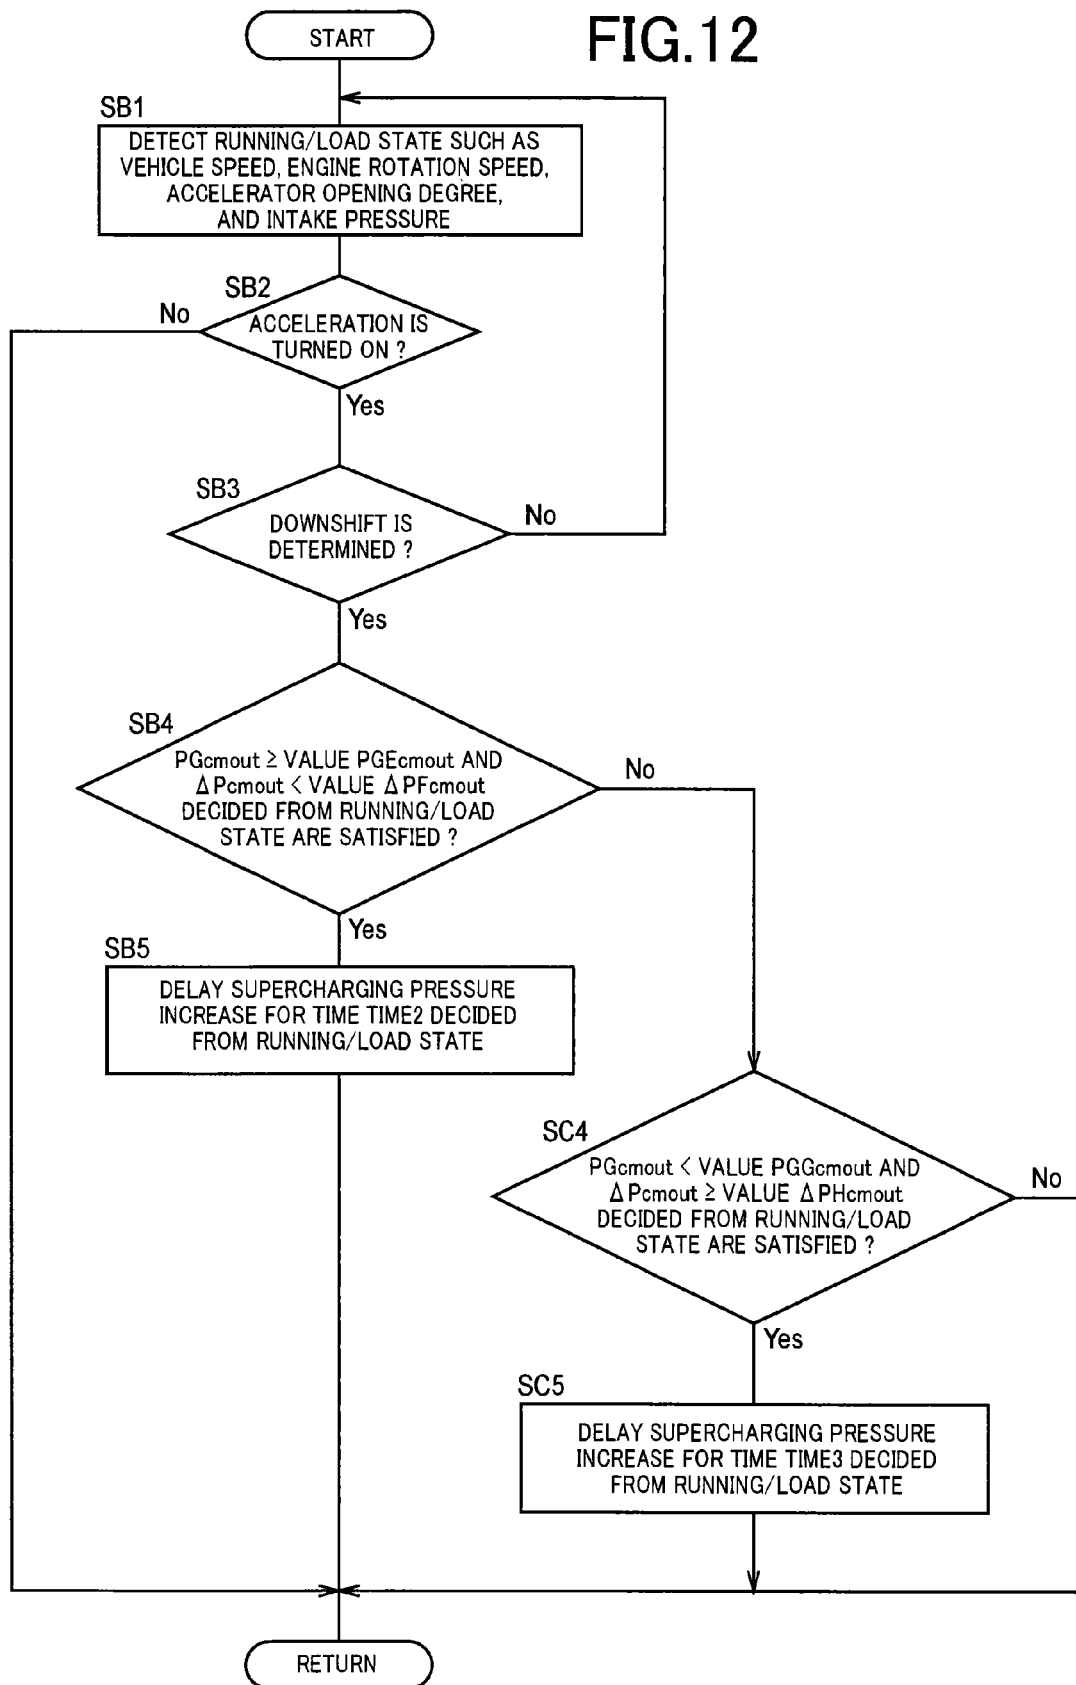 FIG.12
START
SB1
DETECT RUNNING/LOAD STATE SUCH AS
VEHICLE SPEED, ENGINE ROTATION SPEED,
ACCELERATOR OPENING DEGREE,
AND INTAKE PRESSURE
SB2
No
ACCELERATION IS
TURNED ON ?
Yes
SB3
No
DOWNSHIFT IS
DETERMINED ?
Yes
SB4
No
PGcmout ≥ VALUE PGEcmout AND
Δ Pcmout < VALUE Δ PFcmout
DECIDED FROM RUNNING/LOAD
STATE ARE SATISFIED ?
Yes
SB5
DELAY SUPERCHARGING PRESSURE
INCREASE FOR TIME TIME2 DECIDED
FROM RUNNING/LOAD STATE
SC4
No
PGcmout < VALUE PGGcmout AND
Δ Pcmout ≥ VALUE Δ PHcmout
DECIDED FROM RUNNING/LOAD
STATE ARE SATISFIED ?
Yes
SC5
DELAY SUPERCHARGING PRESSURE
INCREASE FOR TIME TIME3 DECIDED
FROM RUNNING/LOAD STATE
RETURN